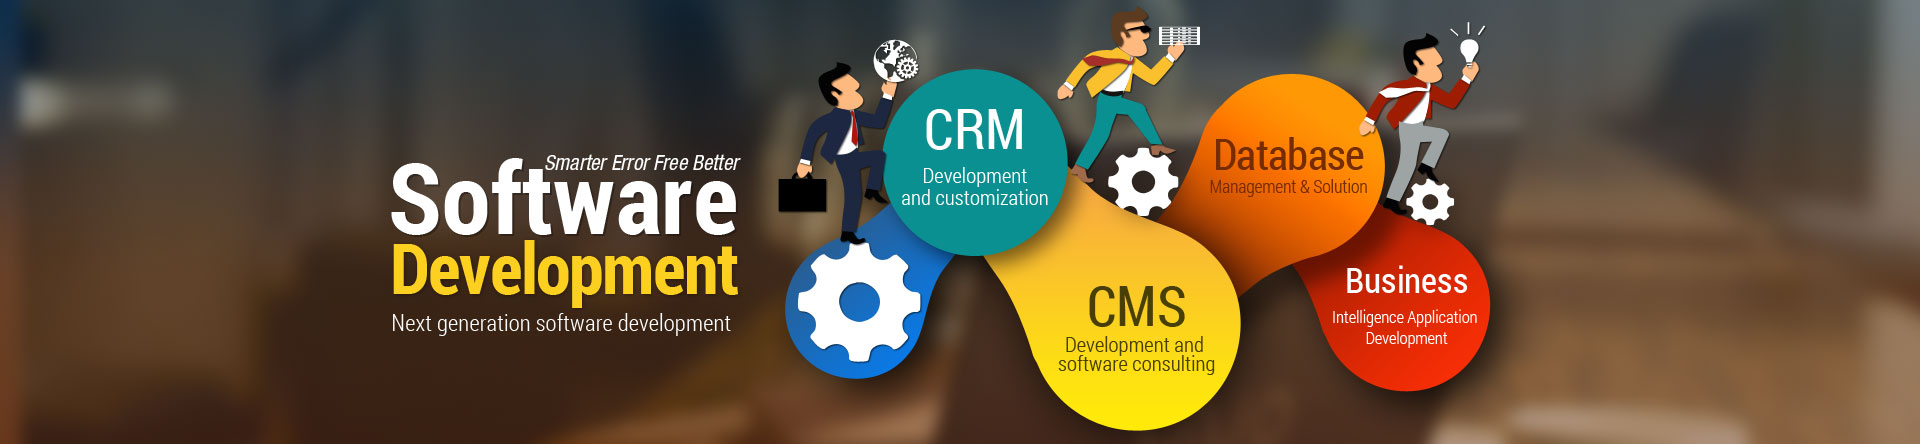 Smarter Error Free Better
Software
Development
Next generation software development
CRM
Development
and customization
CMS
Development and
software consulting
Database
Management & Solution
Business
Intelligence Application
Development